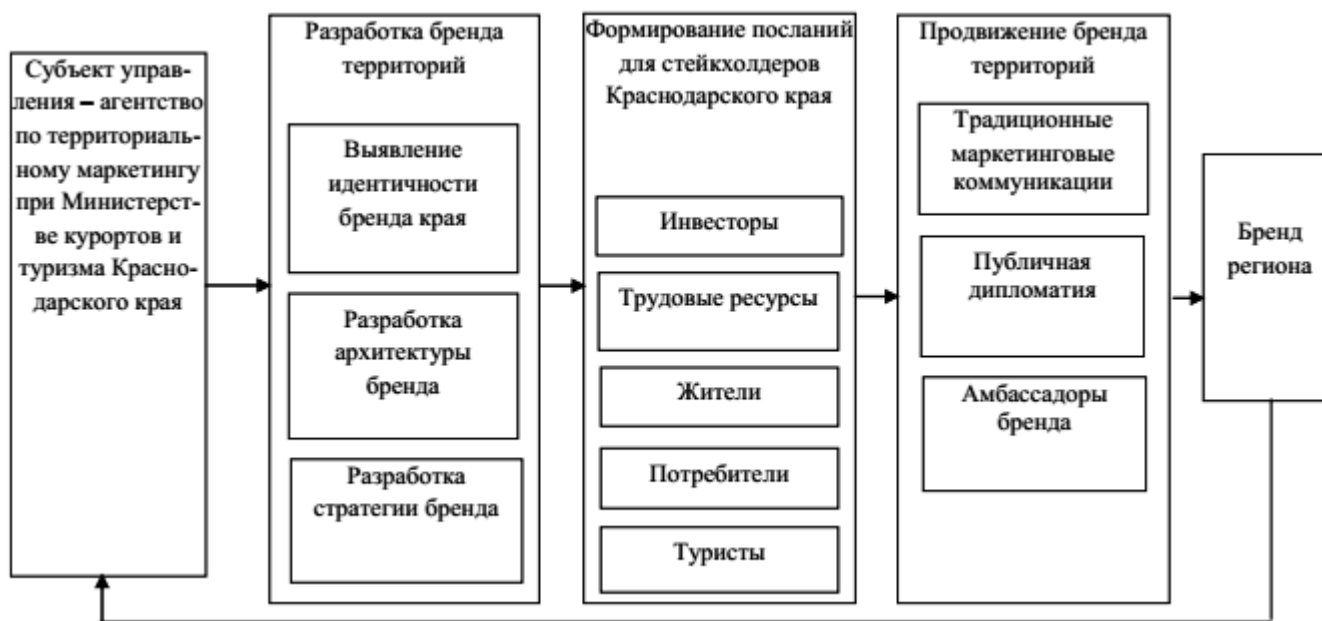 Субъект управ-
ления – агентство
по территориаль-
ному маркетингу
при Министерст-
ве курортов и
туризма Красно-
дарского края
Разработка бренда
территорий
Выявление
идентичности
бренда края
Разработка
архитектуры
бренда
Разработка
стратегии бренда
Формирование посланий
для стейкхолдеров
Краснодарского края
Инвесторы
Трудовые ресурсы
Жители
Потребители
Туристы
Продвижение бренда
территорий
Традиционные
маркетинговые
коммуникации
Публичная
дипломатия
Амбассадоры
бренда
Бренд
региона